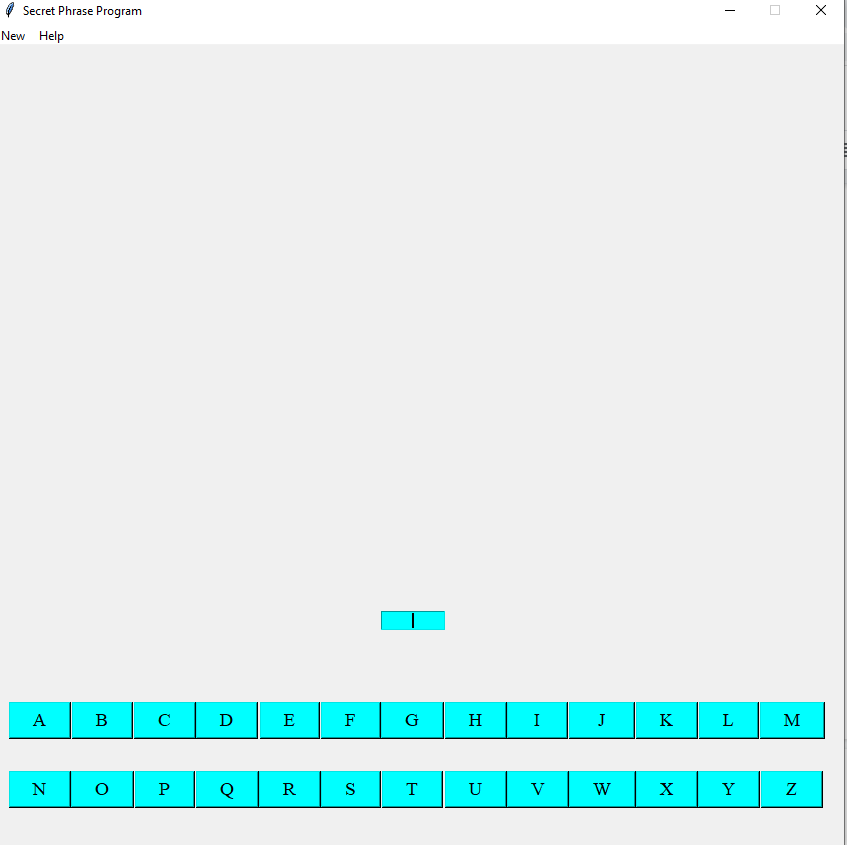 Secret Phrase Program
New Help
A B C D E F G H I J K L M
N O P Q R S T U V W X Y Z